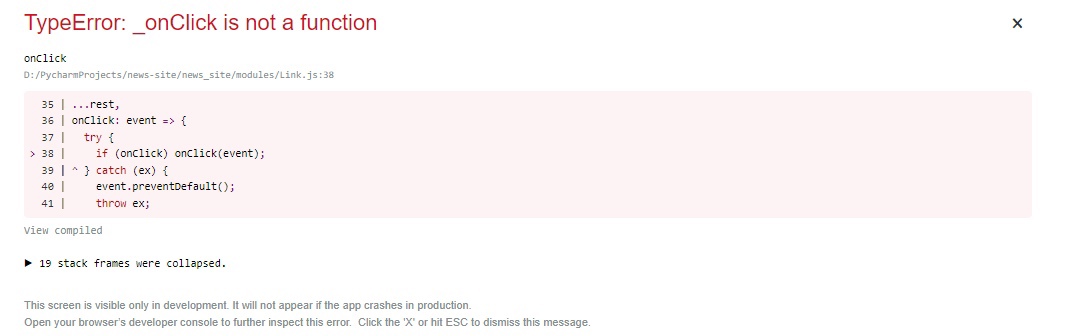 TypeError: _onClick is not a function
×
onClick
D:/PycharmProjects/news-site/news_site/modules/Link.js:38
35 | ...rest,
36 | onClick: event => {
37 |   try {
> 38 |     if (onClick) onClick(event);
39 | ^ } catch (ex) {
40 |     event.preventDefault();
41 |     throw ex;
View compiled
▶ 19 stack frames were collapsed.
This screen is visible only in development. It will not appear if the app crashes in production.
Open your browser's developer console to further inspect this error. Click the 'X' or hit ESC to dismiss this message.